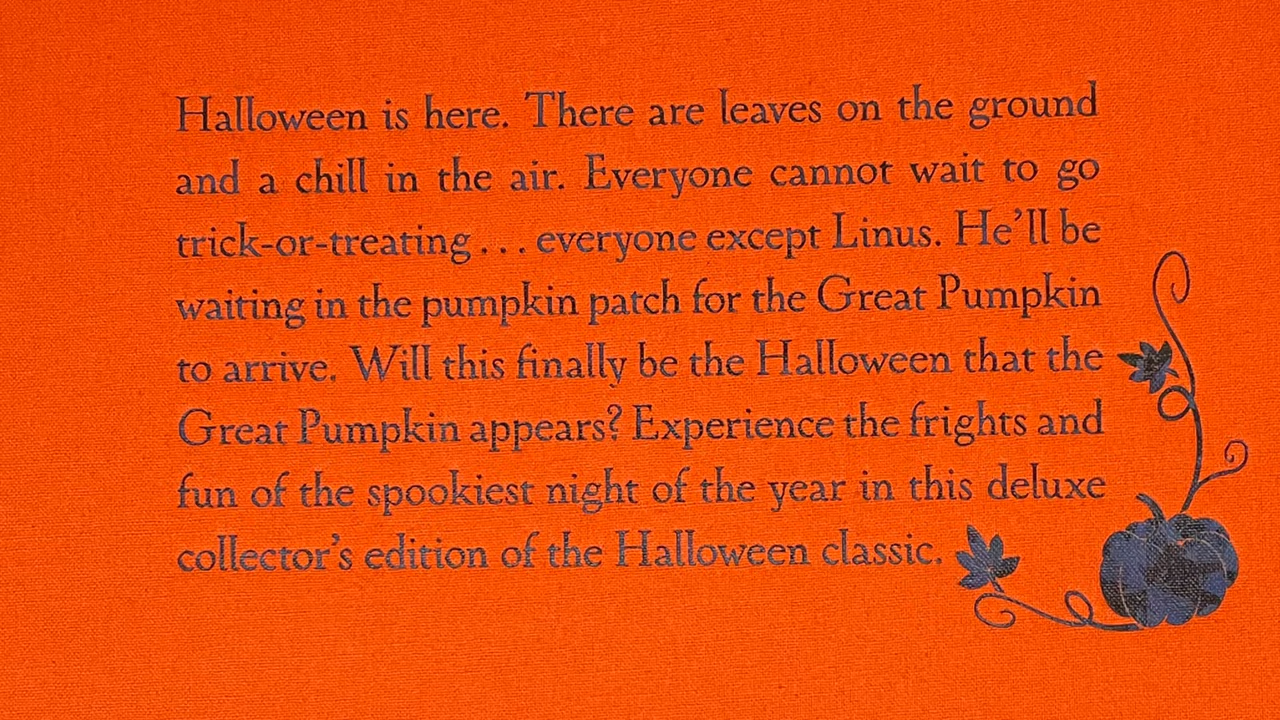 Halloween is here. There are leaves on the ground
and a chill in the air. Everyone cannot wait to go
trick-or-treating . . . everyone except Linus. He’ll be
waiting in the pumpkin patch for the Great Pumpkin
to arrive. Will this finally be the Halloween that the
Great Pumpkin appears? Experience the frights and
fun of the spookiest night of the year in this deluxe
collector’s edition of the Halloween classic.